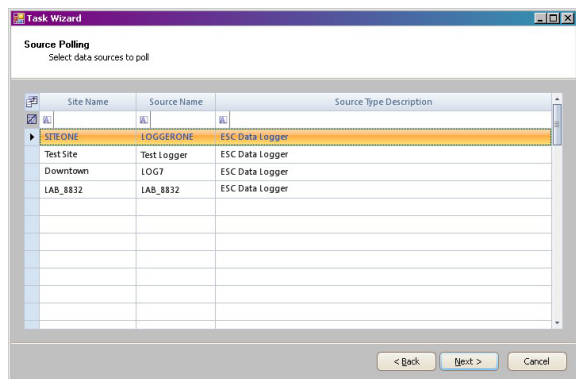 Task Wizard
Source Polling
Select data sources to poll
Site Name Source Name Source Type Description
SITEONE LOGGERONE ESC Data Logger
Test Site Test Logger ESC Data Logger
Downtown LOG7 ESC Data Logger
LAB_8832 LAB_8832 ESC Data Logger
< Back Next > Cancel